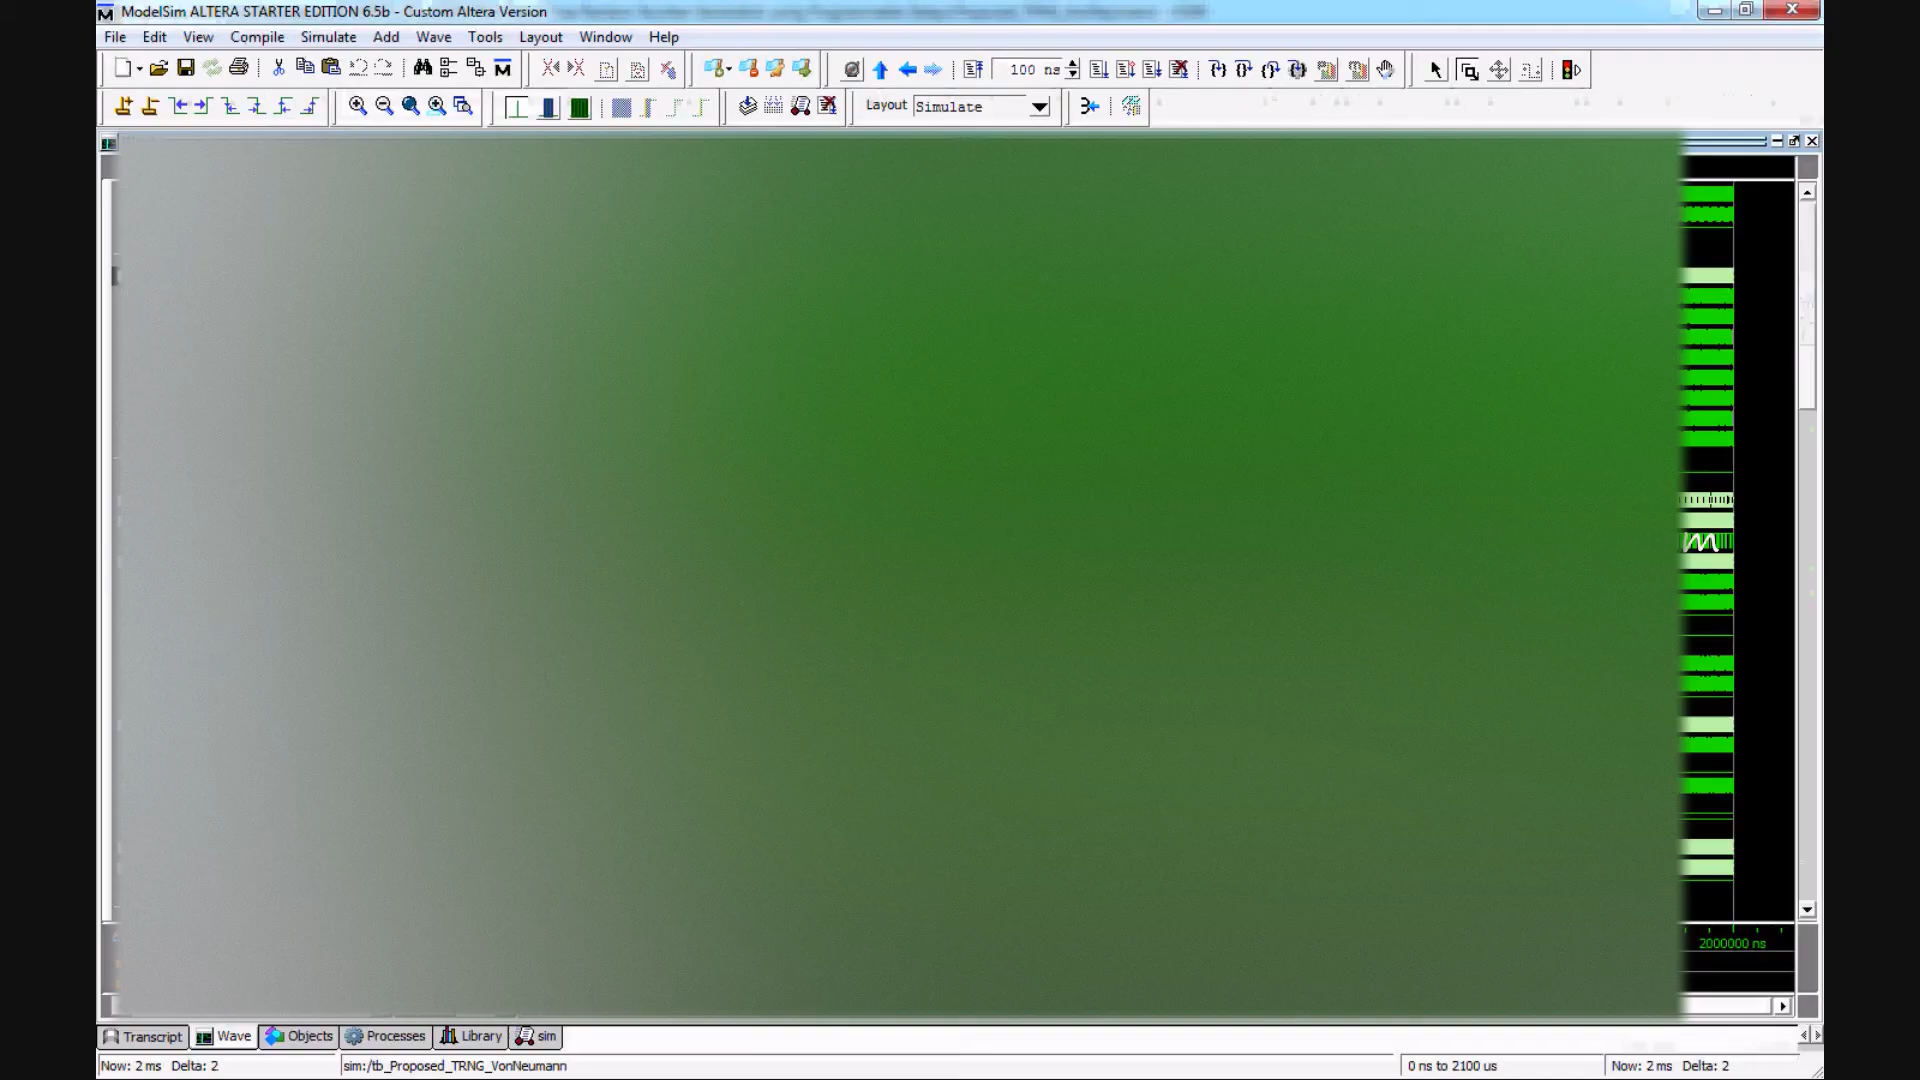 ModelSim ALTERA STARTER EDITION 6.5b - Custom Altera Version
File Edit View Compile Simulate Add Wave Tools Layout Window Help
100 ns
Layout Simulate
2000000 ns
Transcript Wave Objects Processes Library sim
Now: 2 ms Delta: 2 sim:/tb_Proposed_TRNG_VonNeumann 0 ns to 2100 us Now: 2 ms Delta: 2